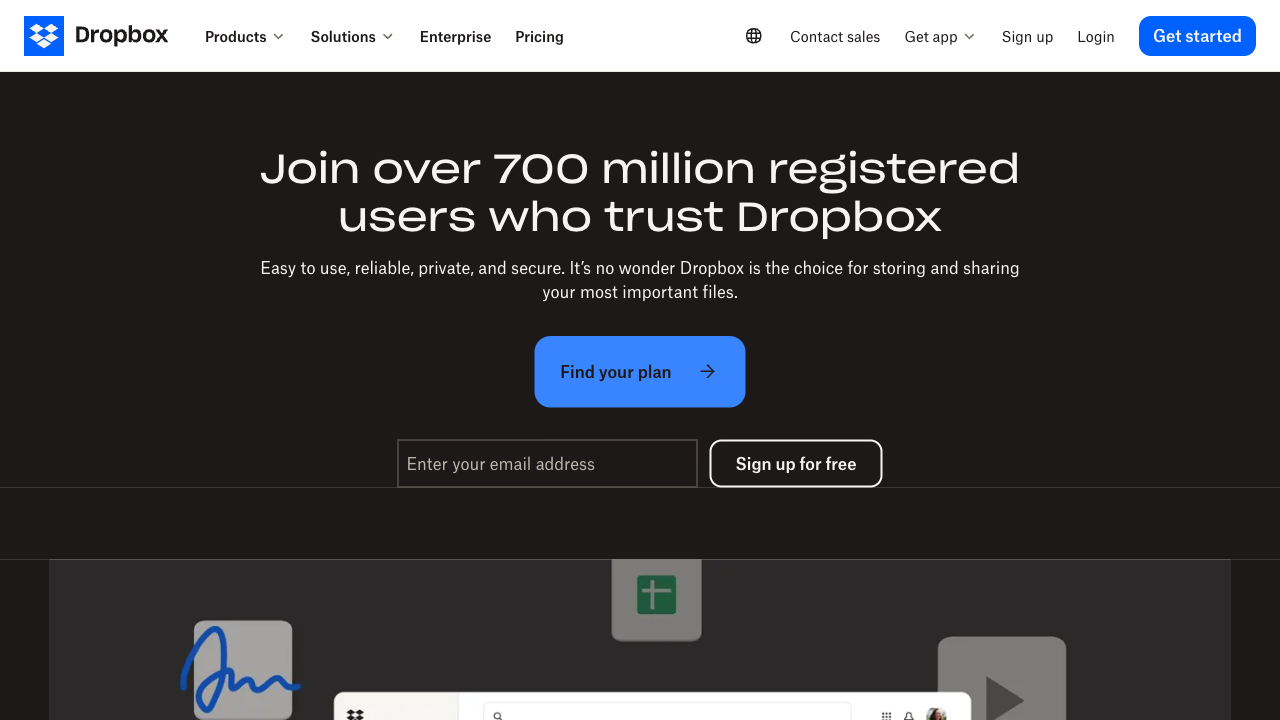 Dropbox
Products
Solutions
Enterprise
Pricing
Contact sales
Get app
Sign up
Login
Get started
Join over 700 million registered
users who trust Dropbox
Easy to use, reliable, private, and secure. It’s no wonder Dropbox is the choice for storing and sharing
your most important files.
Find your plan
Enter your email address
Sign up for free